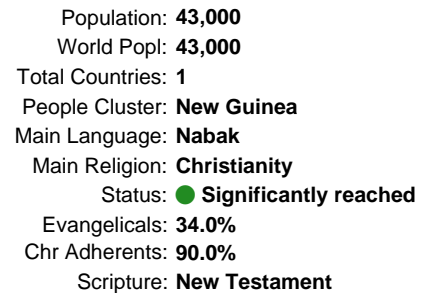 Population: 43,000
World Popl: 43,000
Total Countries: 1
People Cluster: New Guinea
Main Language: Nabak
Main Religion: Christianity
Status: Significantly reached
Evangelicals: 34.0%
Chr Adherents: 90.0%
Scripture: New Testament